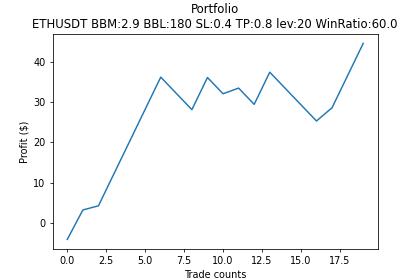 Portfolio
ETHUSDT BBM:2.9 BBL:180 SL:0.4 TP:0.8 lev:20 WinRatio:60.0
40
30
20
10
0
Profit ($)
0.0 2.5 5.0 7.5 10.0 12.5 15.0 17.5
Trade counts